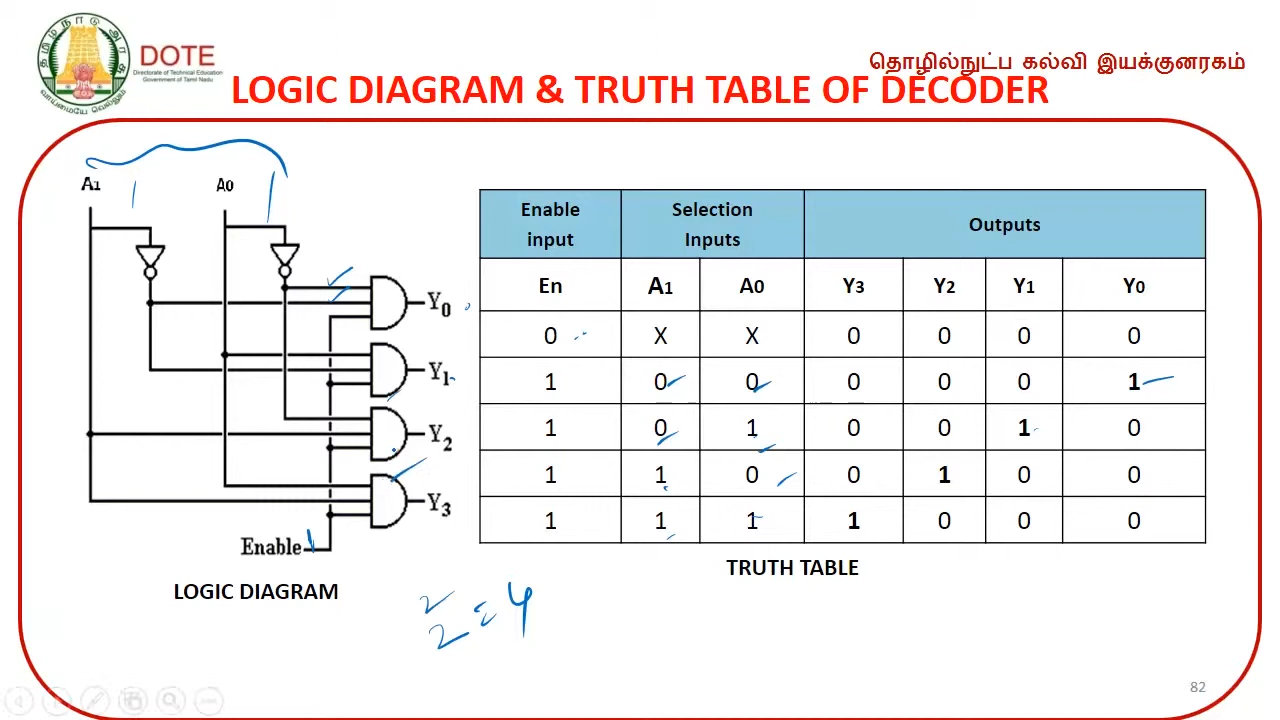 DOTE
Directorate of Technical Education
Government of Tamil Nadu
தொழில்நுட்ப கல்வி இயக்குனரகம்
LOGIC DIAGRAM & TRUTH TABLE OF DECODER
A1 A0
Y0
Y1
Y2
Y3
Enable
LOGIC DIAGRAM
Enable input Selection Inputs Outputs
En A1 A0 Y3 Y2 Y1 Y0
0 X X 0 0 0 0
1 0 0 0 0 0 1
1 0 1 0 0 1 0
1 1 0 0 1 0 0
1 1 1 1 0 0 0
TRUTH TABLE
2 2 = 4
82